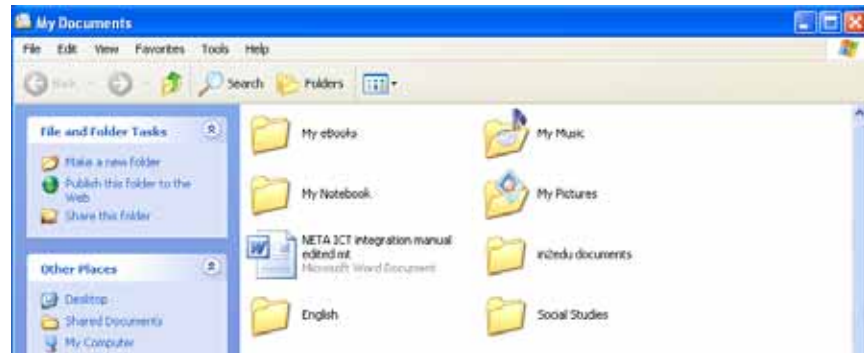 My Documents
File Edit View Favorites Tools Help
Back Search Folders
File and Folder Tasks
Make a new folder
Publish this folder to the
Web
Share this folder
Other Places
Desktop
Shared Documents
My Computer
My eBooks
My Music
My Notebook
My Pictures
NETA ICT integration manual
edited mt
Microsoft Word Document
in2edu documents
English
Social Studies